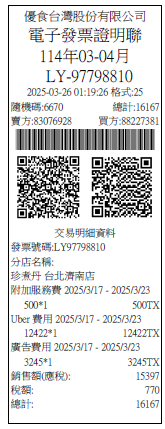 優食台灣股份有限公司
電子發票證明聯
114年03-04月
LY-97798810
2025-03-26 01:19:26 格式:25
隨機碼:6670 總計:16167
賣方:83076928 買方:88227381
交易明細資料
發票號碼:LY97798810
分店名稱:
珍煮丹 台北濟南店
附加服務費 2025/3/17 - 2025/3/23
500*1 500TX
Uber 費用 2025/3/17 - 2025/3/23
12422*1 12422TX
廣告費用 2025/3/17 - 2025/3/23
3245*1 3245TX
銷售額(應稅): 15397
稅額: 770
總計: 16167